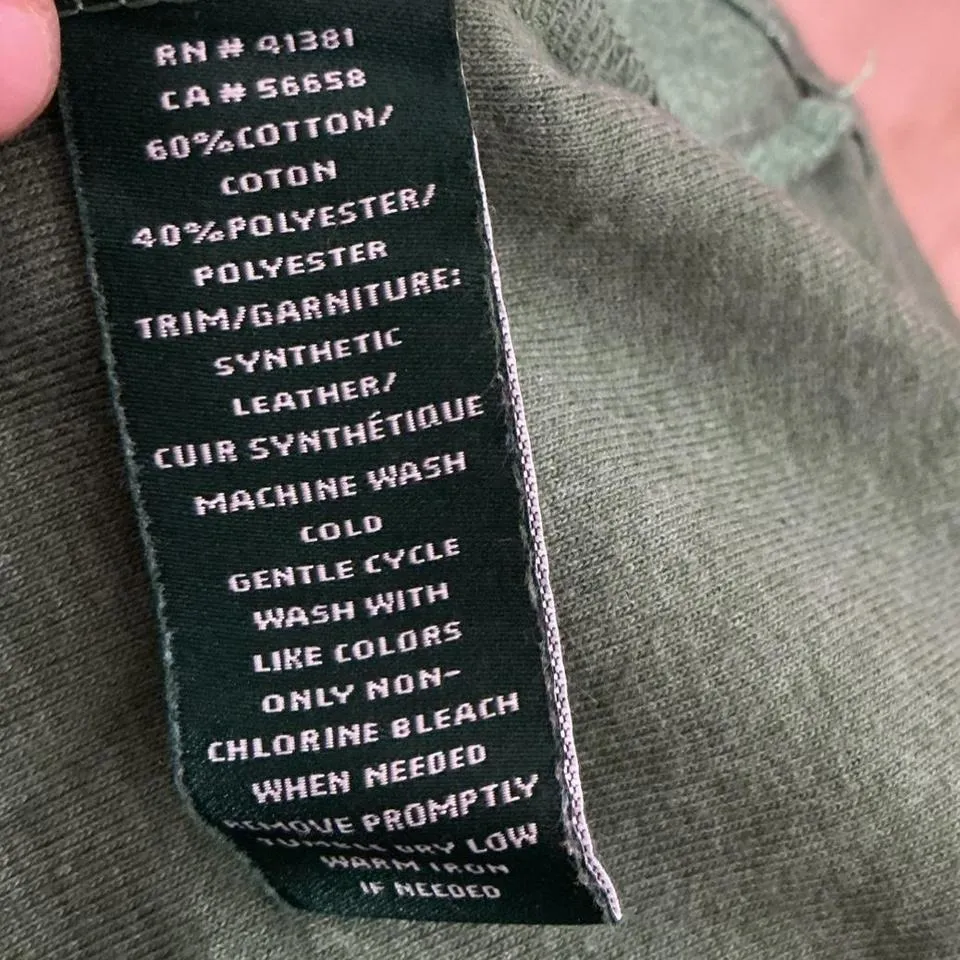 RN # 41381
CA # 56658
60%COTTON/
COTON
40%POLYESTER/
POLYESTER
TRIM/GARNITURE:
SYNTHETIC
LEATHER/
CUIR SYNTHÉTIQUE
MACHINE WASH
COLD
GENTLE CYCLE
WASH WITH
LIKE COLORS
ONLY NON-
CHLORINE BLEACH
WHEN NEEDED
REMOVE PROMPTLY
TUMBLE DRY LOW
WARM IRON
IF NEEDED